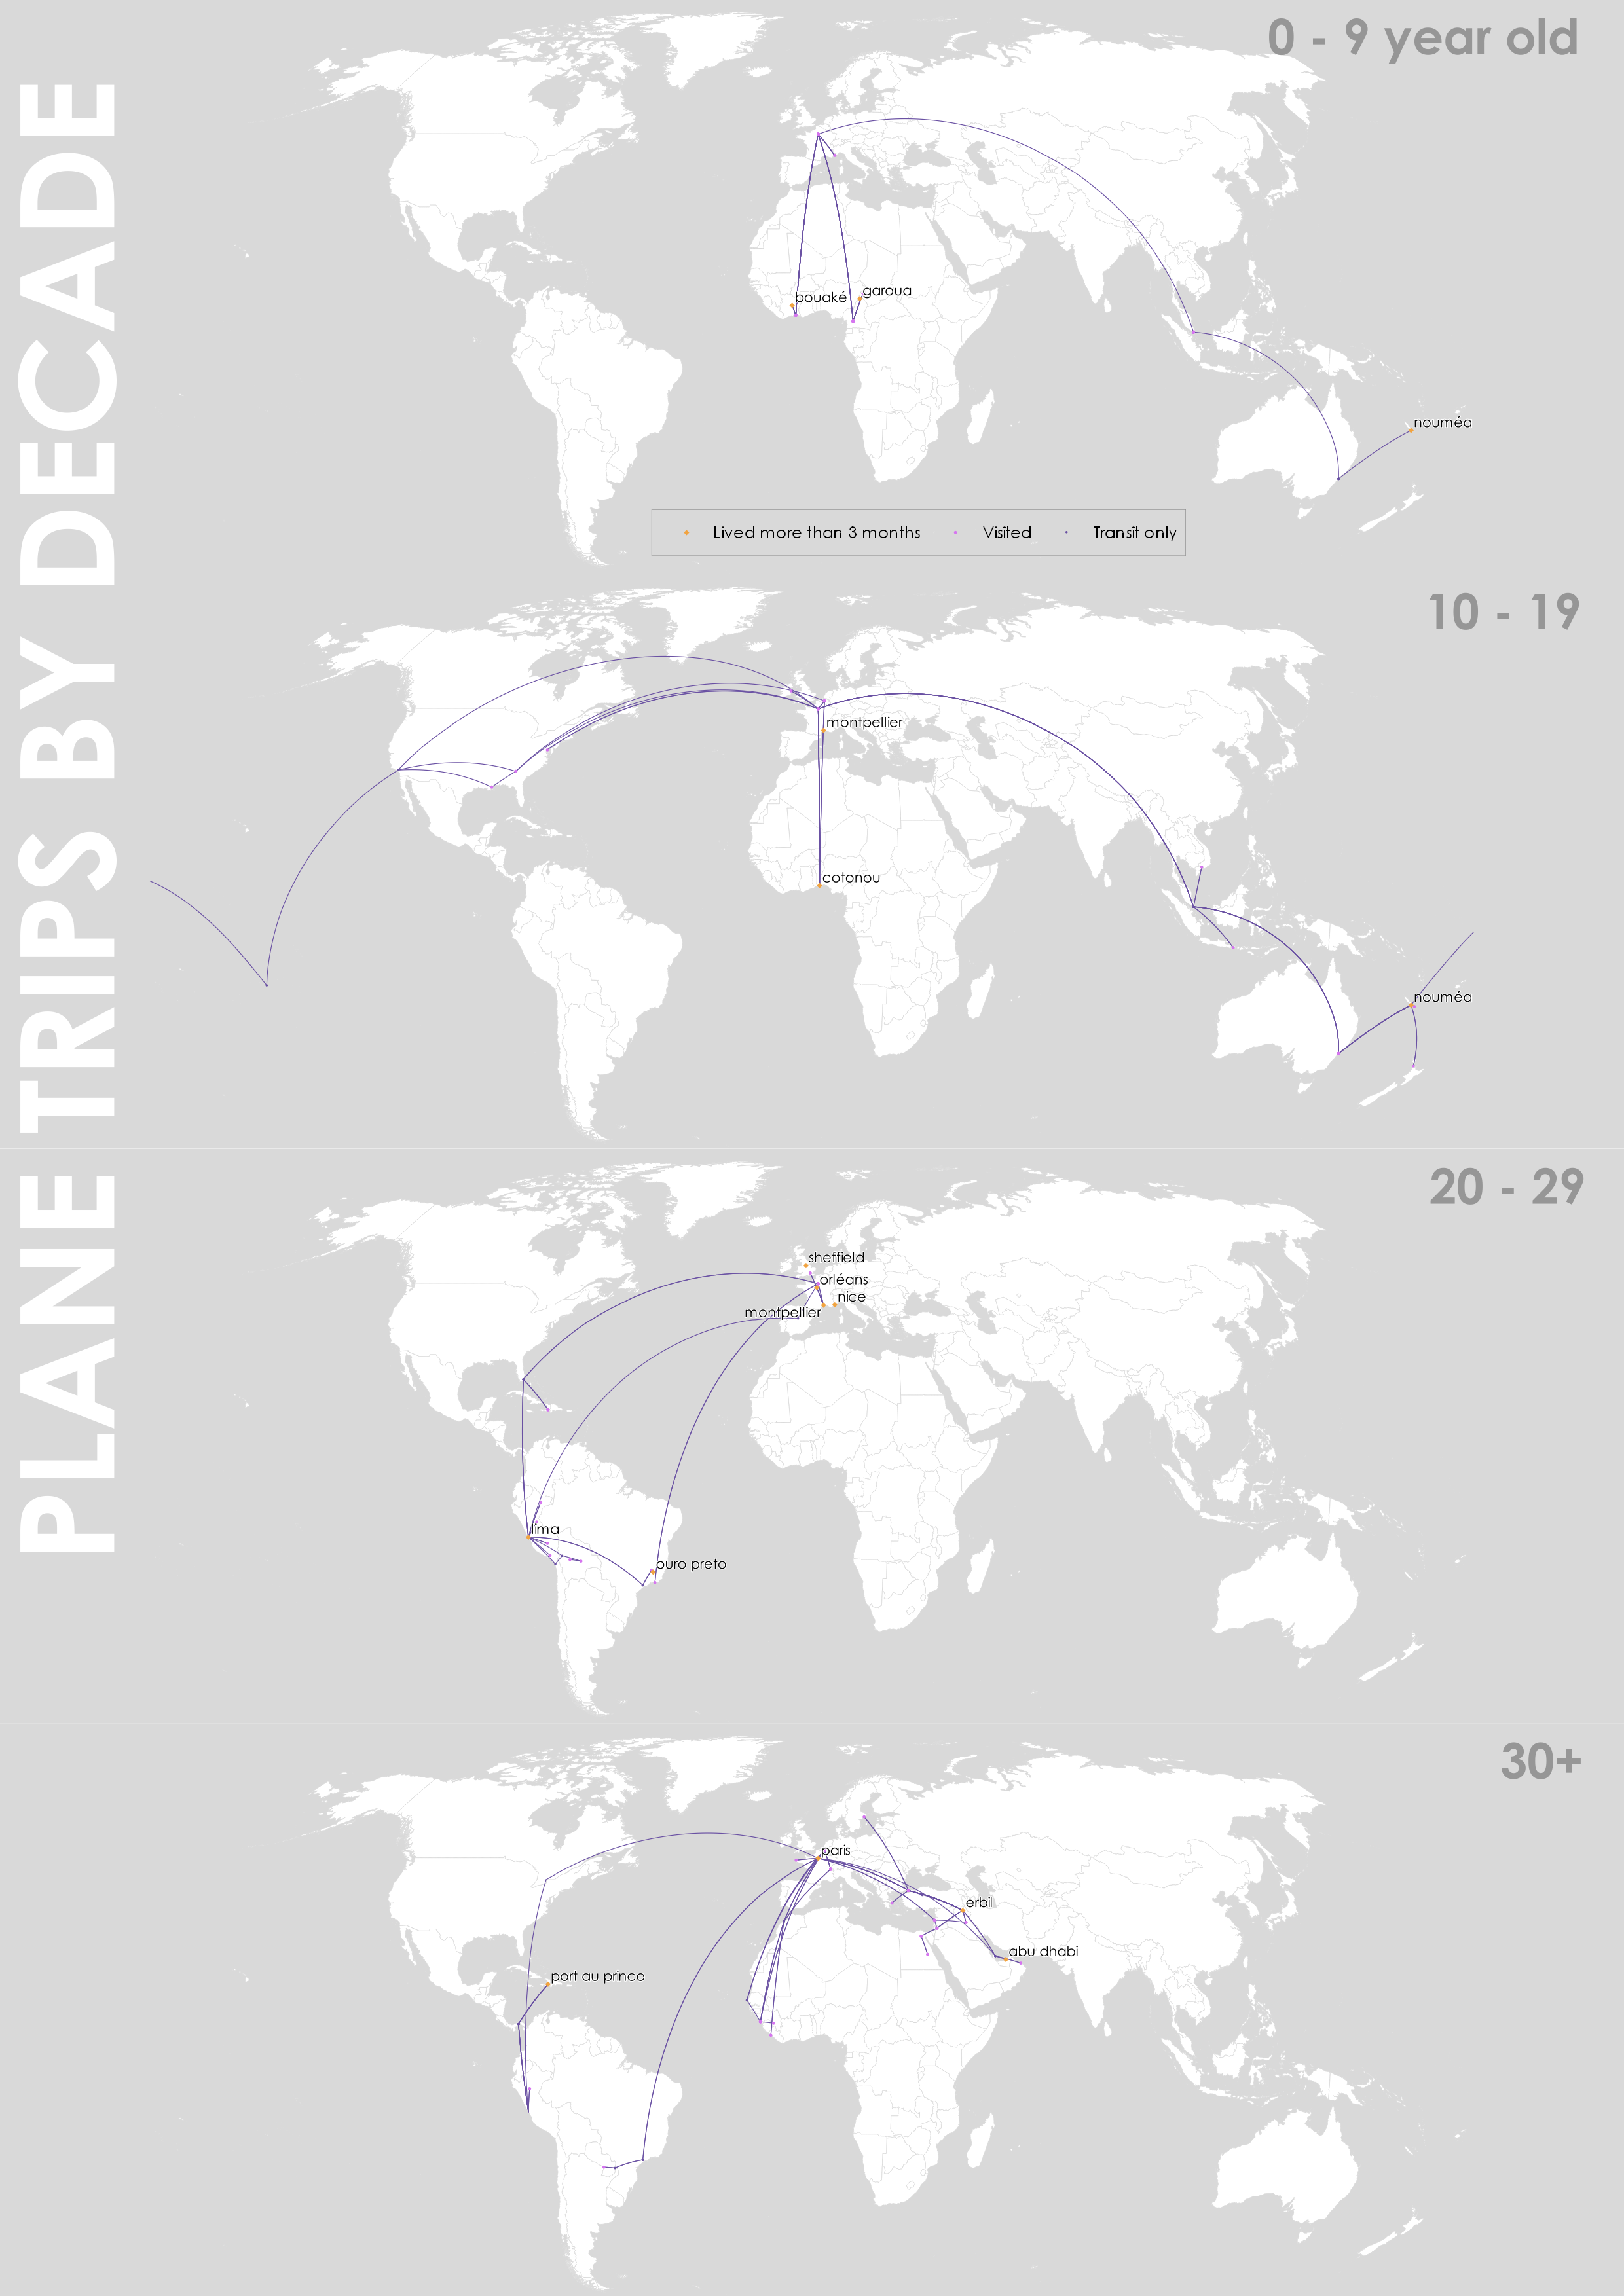 PLANE TRIPS BY DECADE
0 - 9 year old
bouaké
garoua
nouméa
Lived more than 3 months
Visited
Transit only
10 - 19
montpellier
cotonou
nouméa
20 - 29
sheffield
orléans
nice
montpellier
lima
ouro preto
30+
paris
erbil
abu dhabi
port au prince